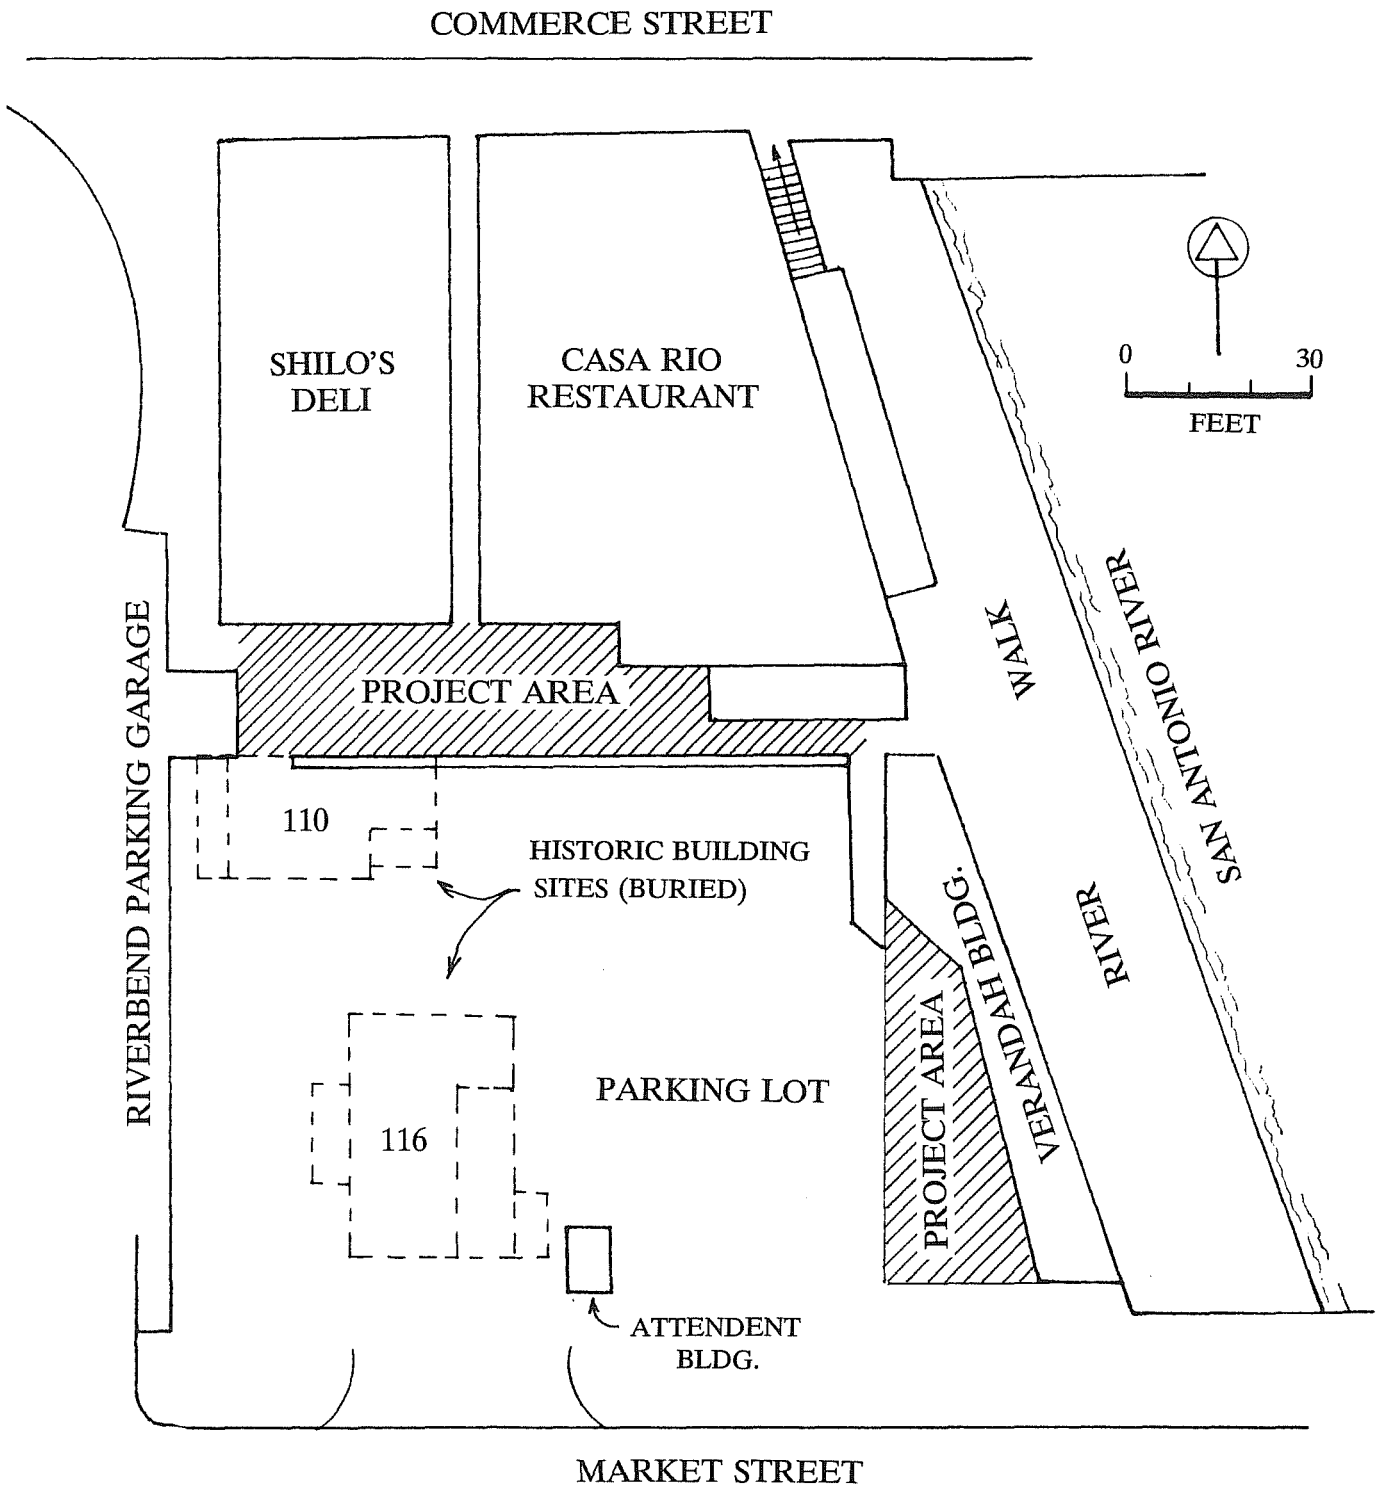 COMMERCE STREET
SHILO'S
DELI
CASA RIO
RESTAURANT
0 30
FEET
RIVERBEND PARKING GARAGE
PROJECT AREA
WALK
RIVER
SAN ANTONIO RIVER
110
HISTORIC BUILDING
SITES (BURIED)
VERANDAH BLDG.
PROJECT AREA
116
PARKING LOT
ATTENDENT
BLDG.
MARKET STREET